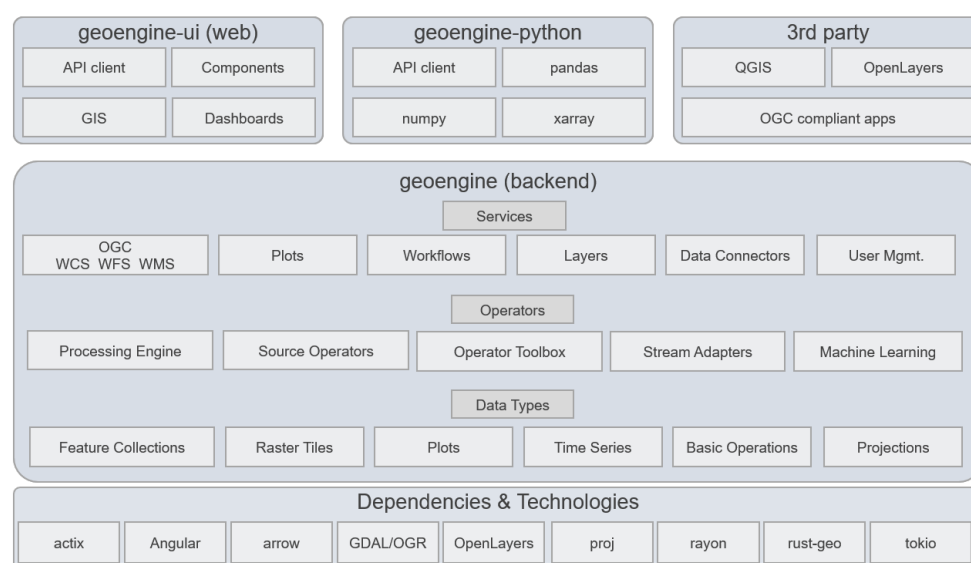 geoengine-ui (web)
API client
Components
GIS
Dashboards
geoengine-python
API client
pandas
numpy
xarray
3rd party
QGIS
OpenLayers
OGC compliant apps
geoengine (backend)
Services
OGC
WCS WFS WMS
Plots
Workflows
Layers
Data Connectors
User Mgmt.
Operators
Processing Engine
Source Operators
Operator Toolbox
Stream Adapters
Machine Learning
Data Types
Feature Collections
Raster Tiles
Plots
Time Series
Basic Operations
Projections
Dependencies & Technologies
actix
Angular
arrow
GDAL/OGR
OpenLayers
proj
rayon
rust-geo
tokio